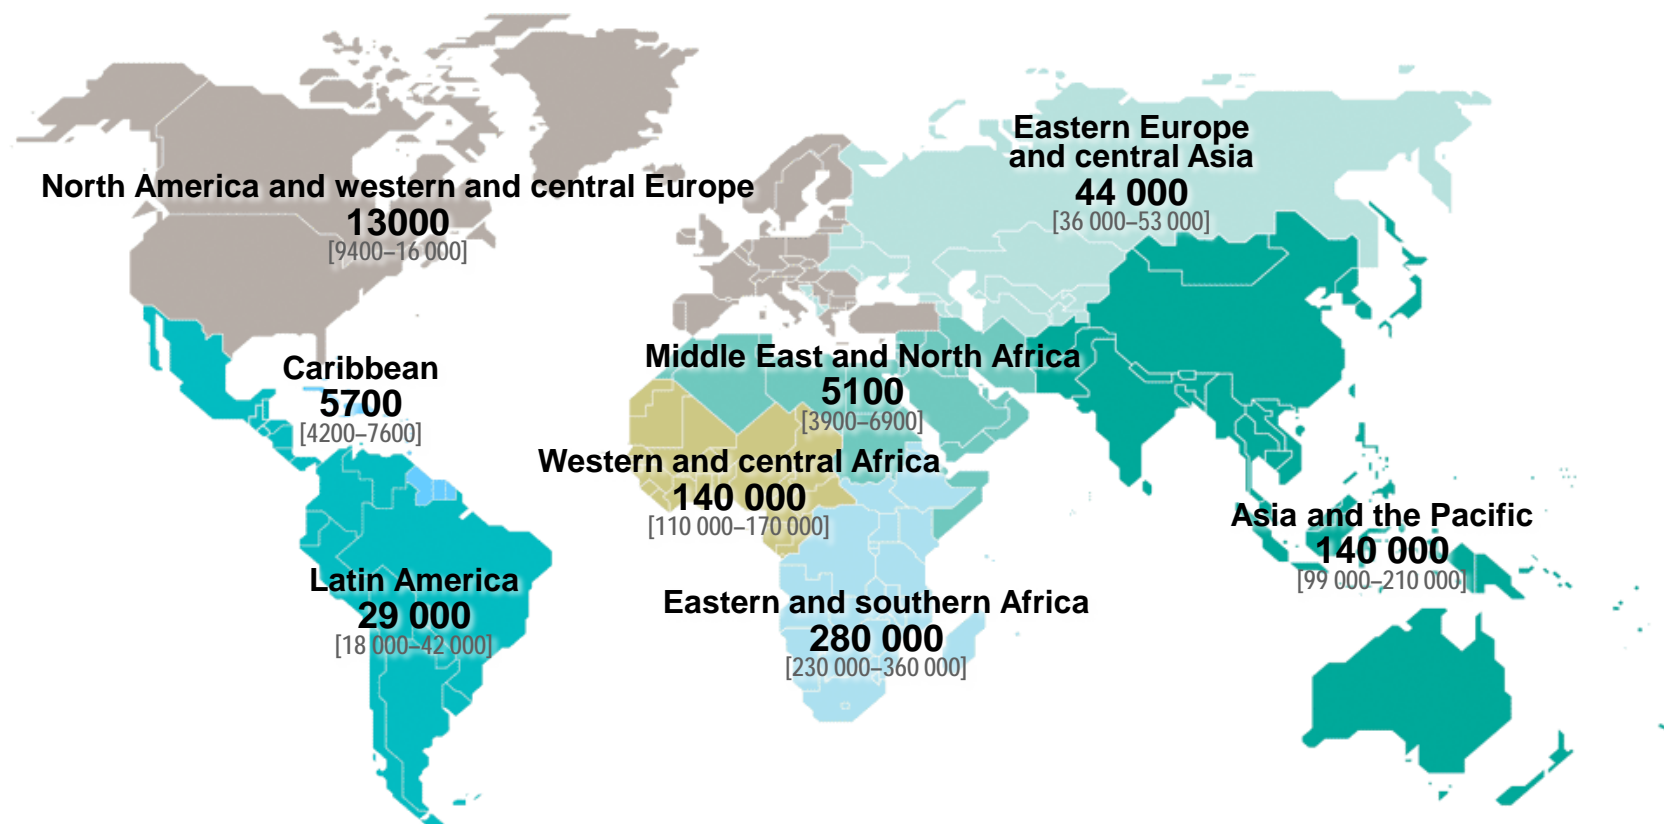 Eastern Europe
and central Asia
44 000
[36 000–53 000]
North America and western and central Europe
13000
[9400–16 000]
Middle East and North Africa
5100
[3900–6900]
Caribbean
5700
[4200–7600]
Western and central Africa
140 000
[110 000–170 000]
Asia and the Pacific
140 000
[99 000–210 000]
Latin America
29 000
[18 000–42 000]
Eastern and southern Africa
280 000
[230 000–360 000]